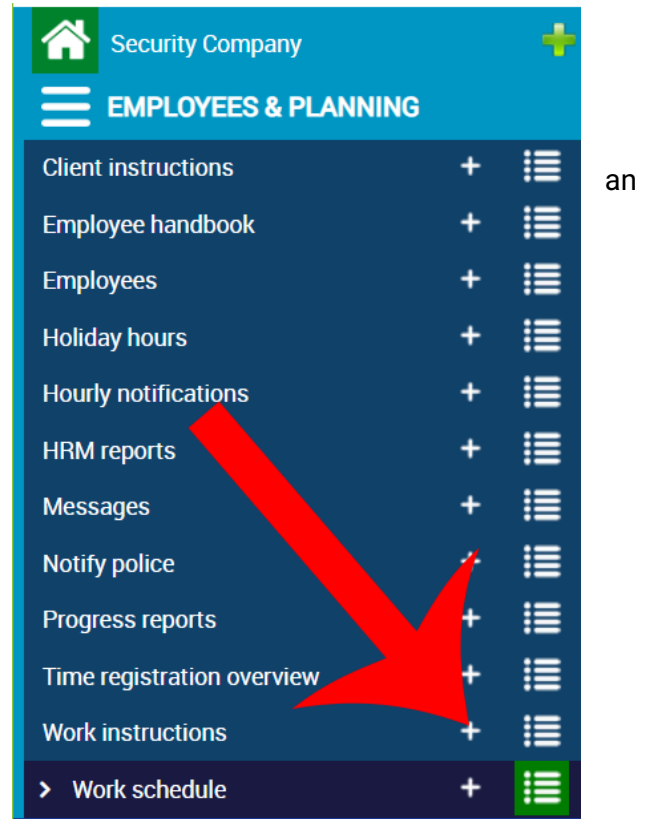 Security Company
EMPLOYEES & PLANNING
Client instructions
an
Employee handbook
Employees
Holiday hours
Hourly notifications
HRM reports
Messages
Notify police
Progress reports
Time registration overview
Work instructions
Work schedule